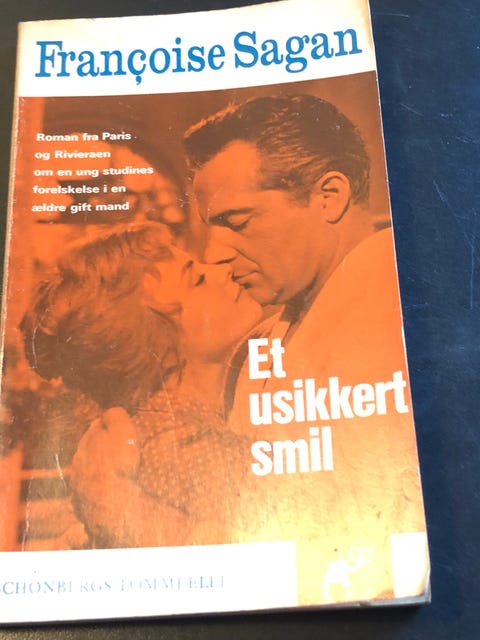 Françoise Sagan
Roman fra Paris
og Rivieraen
om en ung studines
forelskelse i en
ældre gift mand
Et
usikkert
smil